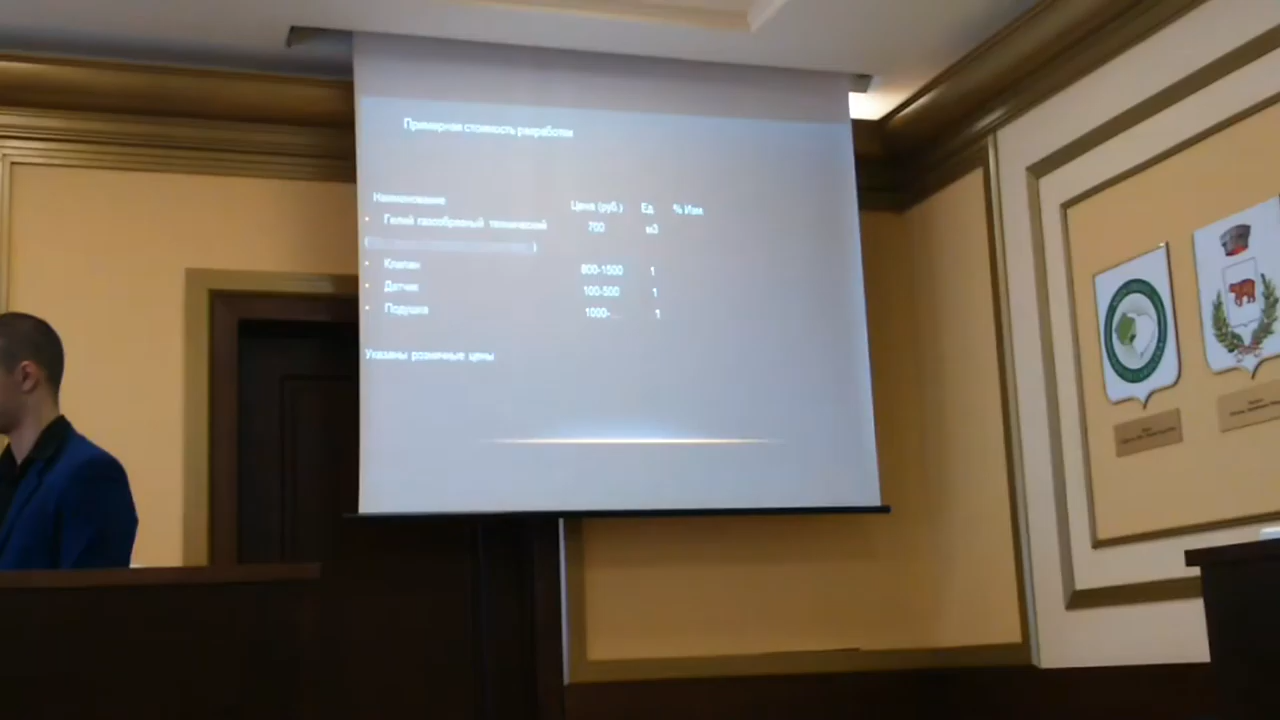 Примерная стоимость разработки
Наименование Цена (руб.) Ед. % Изм.
• Гелий газообразный технический 700 м3
( )
• Клапан 800-1500 1
• Датчик 100-500 1
• Подушка 1000-... 1
Указаны розничные цены